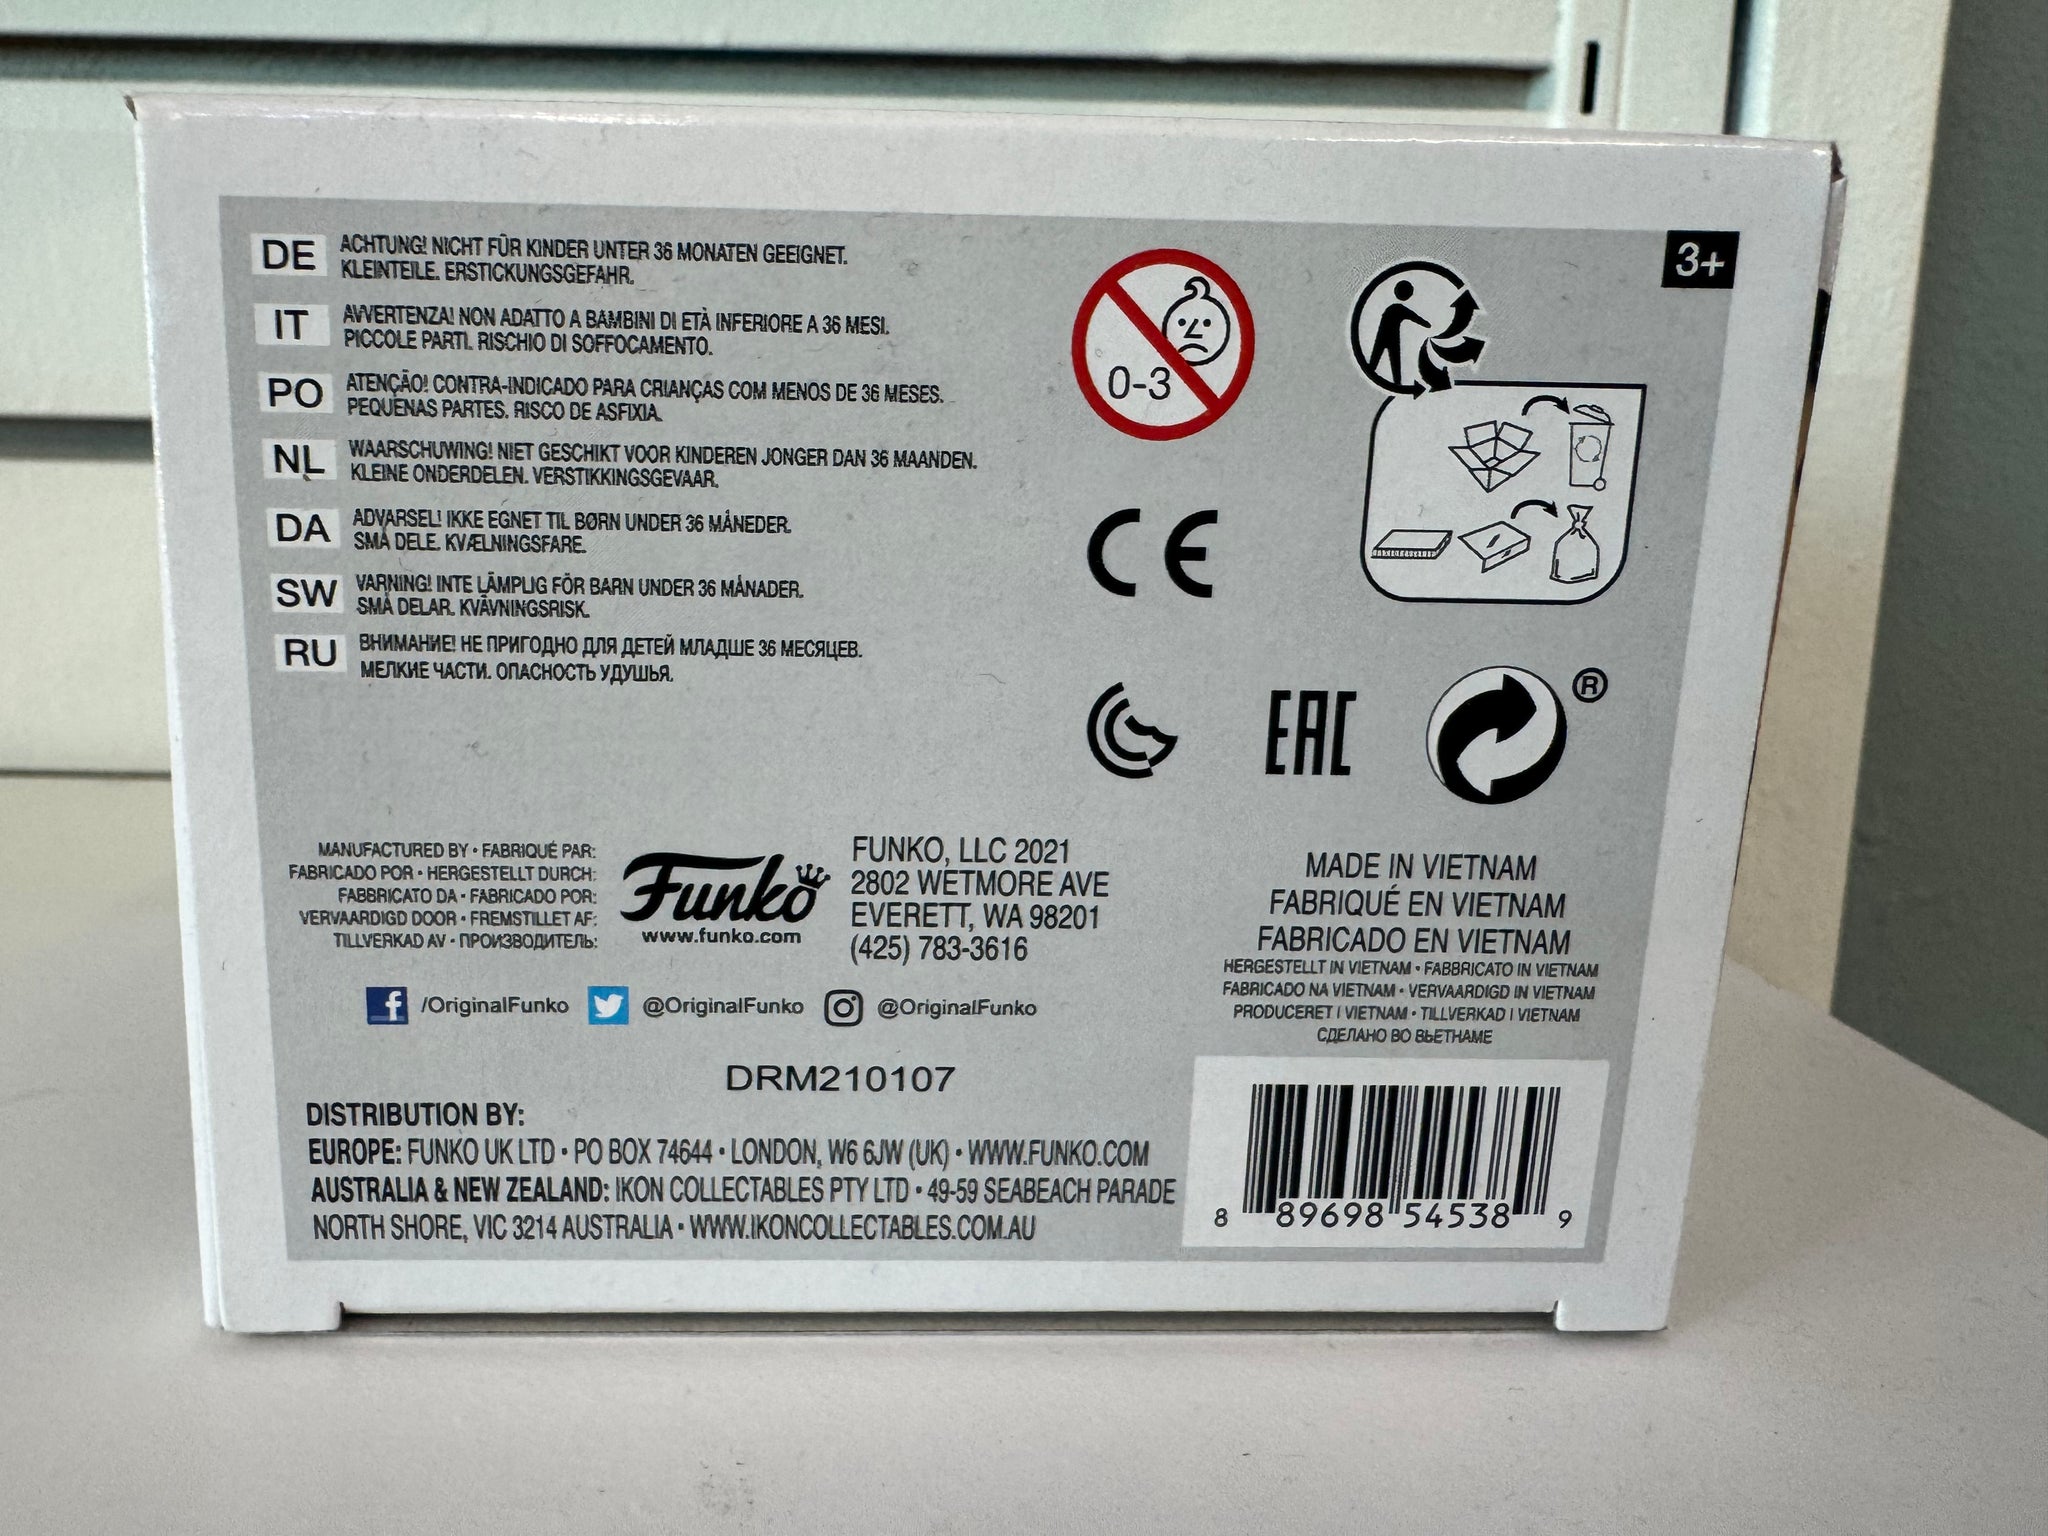 DE
ACHTUNG! NICHT FÜR KINDER UNTER 36 MONATEN GEEIGNET.
KLEINTEILE. ERSTICKUNGSGEFAHR.
IT
AVVERTENZA! NON ADATTO A BAMBINI DI ETÀ INFERIORE A 36 MESI.
PICCOLE PARTI. RISCHIO DI SOFFOCAMENTO.
PO
ATENÇÃO! CONTRA-INDICADO PARA CRIANÇAS COM MENOS DE 36 MESES.
PEQUENAS PARTES. RISCO DE ASFIXIA.
NL
WAARSCHUWING! NIET GESCHIKT VOOR KINDEREN JONGER DAN 36 MAANDEN.
KLEINE ONDERDELEN. VERSTIKKINGSGEVAAR.
DA
ADVARSEL! IKKE EGNET TIL BØRN UNDER 36 MÅNEDER.
SMÅ DELE. KVÆLNINGSFARE.
SW
VARNING! INTE LÄMPLIG FÖR BARN UNDER 36 MÅNADER.
SMÅ DELAR. KVÄVNINGSRISK.
RU
ВНИМАНИЕ! НЕ ПРИГОДНО ДЛЯ ДЕТЕЙ МЛАДШЕ 36 МЕСЯЦЕВ.
МЕЛКИЕ ЧАСТИ. ОПАСНОСТЬ УДУШЬЯ.
0-3
3+
CE
EAC
®
MANUFACTURED BY • FABRIQUÉ PAR:
FABRICADO POR • HERGESTELLT DURCH:
FABBRICATO DA • FABRICADO POR:
VERVAARDIGD DOOR • FREMSTILLET AF:
TILLVERKAD AV • ПРОИЗВОДИТЕЛЬ:
Funko
www.funko.com
FUNKO, LLC 2021
2802 WETMORE AVE
EVERETT, WA 98201
(425) 783-3616
MADE IN VIETNAM
FABRIQUÉ EN VIETNAM
FABRICADO EN VIETNAM
HERGESTELLT IN VIETNAM • FABBRICATO IN VIETNAM
FABRICADO NA VIETNAM • VERVAARDIGD IN VIETNAM
PRODUCERET I VIETNAM • TILLVERKAD I VIETNAM
СДЕЛАНО ВО ВЬЕТНАМЕ
f /OriginalFunko @OriginalFunko @OriginalFunko
DRM210107
DISTRIBUTION BY:
EUROPE: FUNKO UK LTD • PO BOX 74644 • LONDON, W6 6JW (UK) • WWW.FUNKO.COM
AUSTRALIA & NEW ZEALAND: IKON COLLECTABLES PTY LTD • 49-59 SEABEACH PARADE
NORTH SHORE, VIC 3214 AUSTRALIA • WWW.IKONCOLLECTABLES.COM.AU
8 89698 54538 9